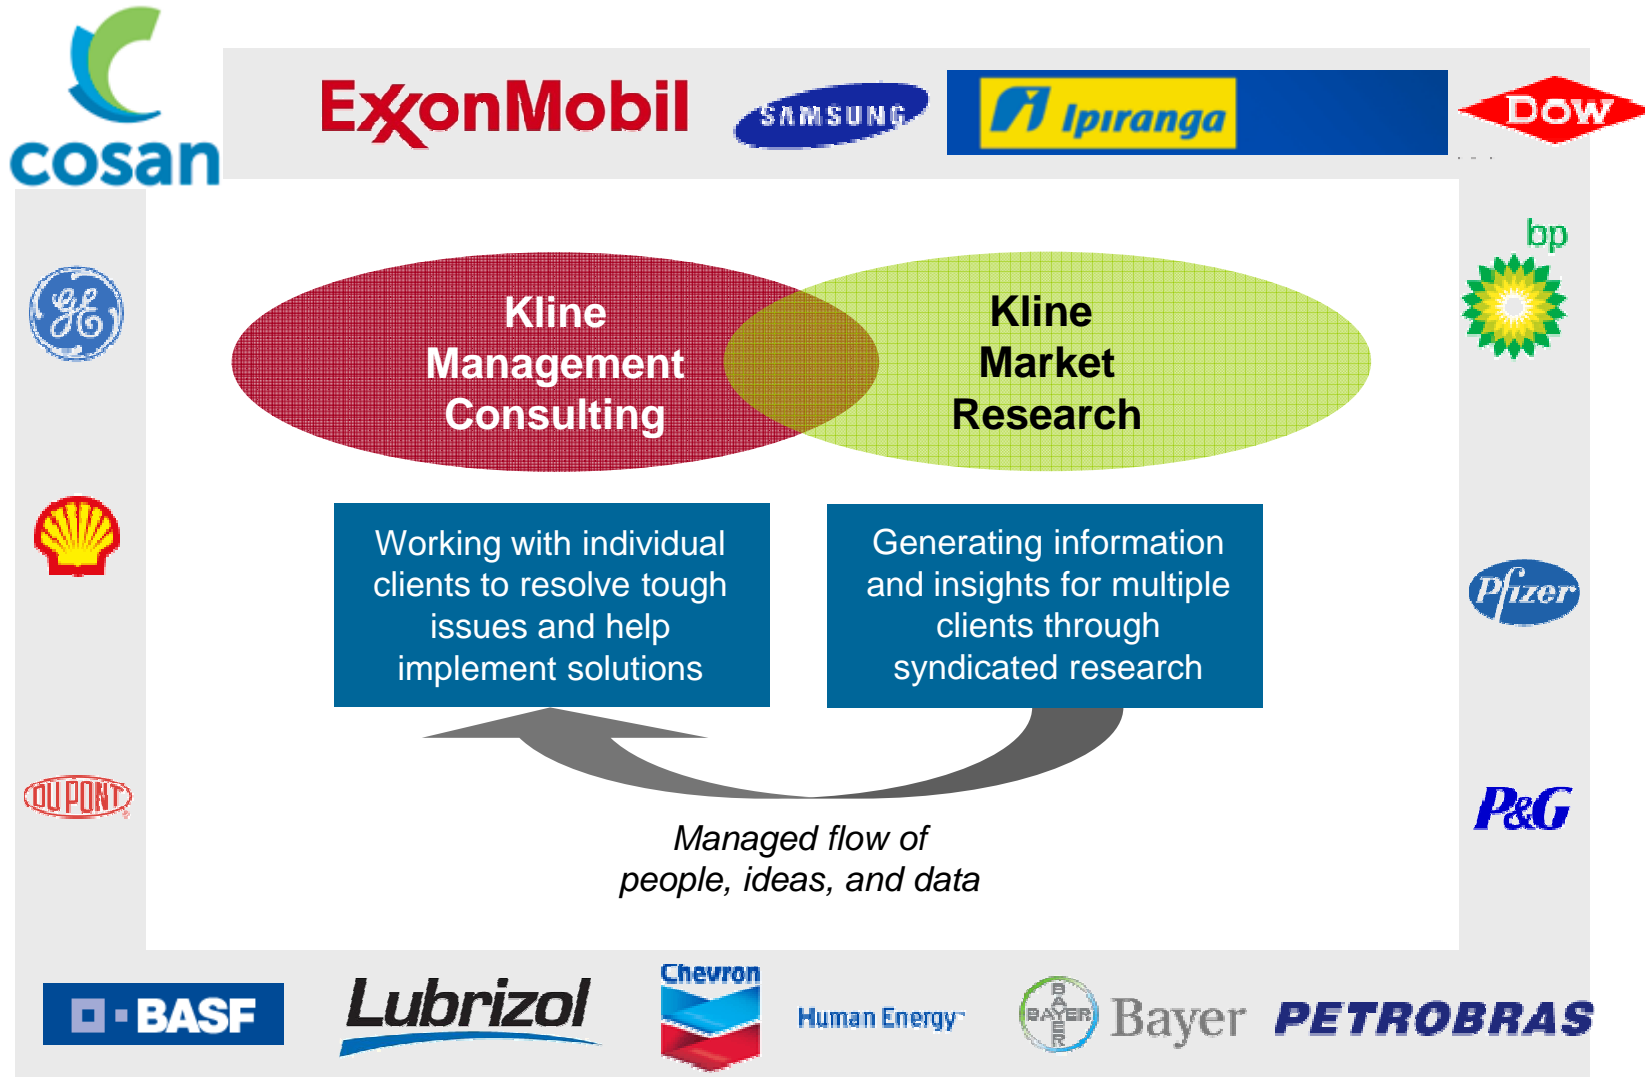 cosan
ExxonMobil
SAMSUNG
Ipiranga
DOW
GE
bp
Kline
Management
Consulting
Kline
Market
Research
Working with individual
clients to resolve tough
issues and help
implement solutions
Generating information
and insights for multiple
clients through
syndicated research
Pfizer
DUPONT
P&G
Managed flow of
people, ideas, and data
BASF
Lubrizol
Chevron
Human Energy
BAYER
BAYER
Bayer
PETROBRAS